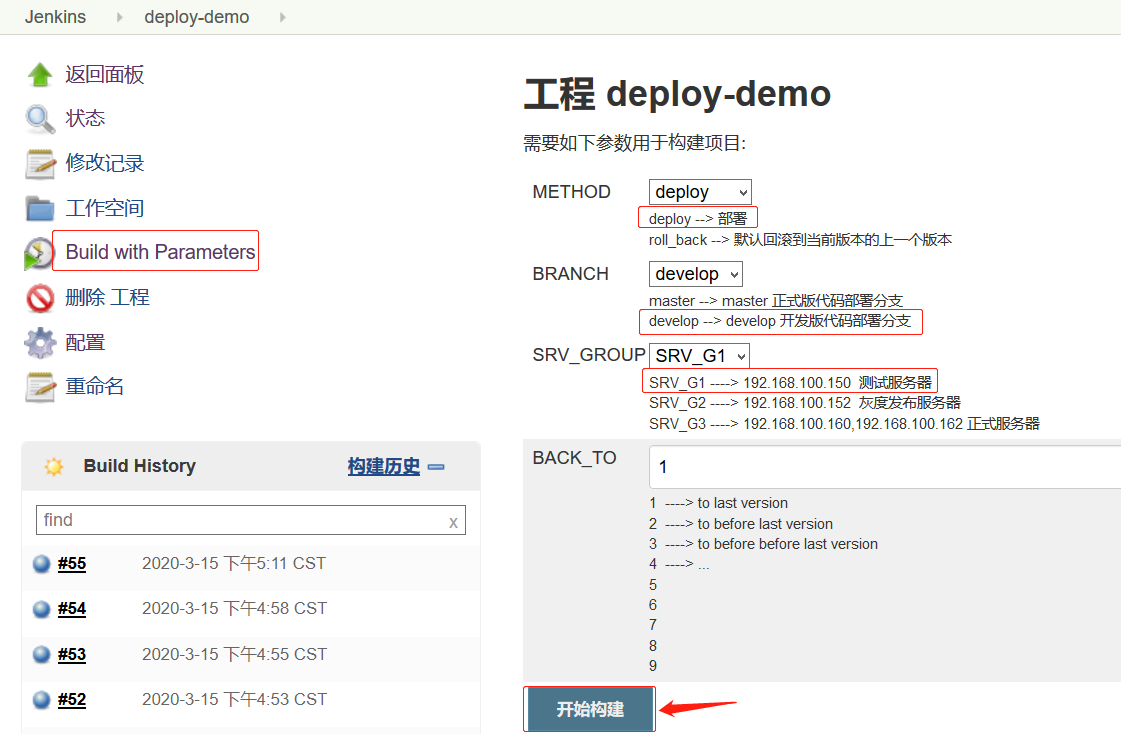 Jenkins
deploy-demo
返回面板
状态
修改记录
工作空间
Build with Parameters
删除 工程
配置
重命名
Build History
构建历史
find
x
#55 2020-3-15 下午5:11 CST
#54 2020-3-15 下午4:58 CST
#53 2020-3-15 下午4:55 CST
#52 2020-3-15 下午4:53 CST
工程 deploy-demo
需要如下参数用于构建项目:
METHOD
deploy
deploy --> 部署
roll_back --> 默认回滚到当前版本的上一个版本
BRANCH
develop
master --> master 正式版代码部署分支
develop --> develop 开发版代码部署分支
SRV_GROUP
SRV_G1
SRV_G1 ----> 192.168.100.150 测试服务器
SRV_G2 ----> 192.168.100.152 灰度发布服务器
SRV_G3 ----> 192.168.100.160,192.168.100.162 正式服务器
BACK_TO
1
1 ----> to last version
2 ----> to before last version
3 ----> to before before last version
4 ----> ...
5
6
7
8
9
开始构建